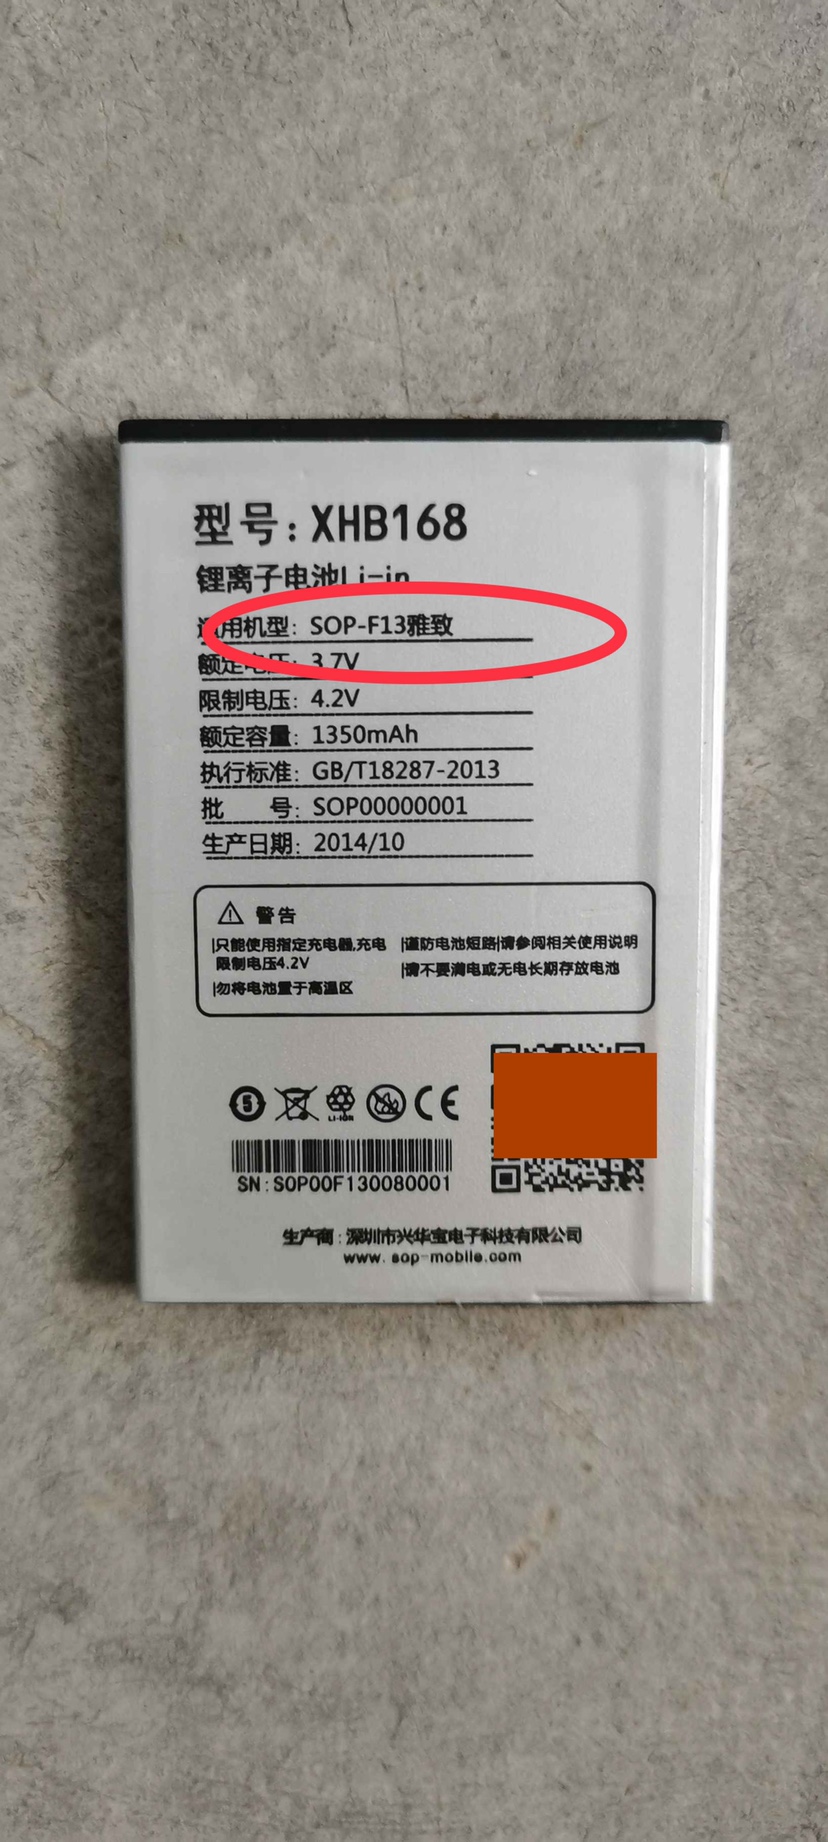 型号: XHB168
锂离子电池Li-in
适用机型: SOP-F13雅致
额定电压: 3.7V
限制电压: 4.2V
额定容量: 1350mAh
执行标准: GB/T18287-2013
批 号: SOP00000001
生产日期: 2014/10
警告
|只能使用指定充电器,充电
限制电压4.2V
|勿将电池置于高温区
|谨防电池短路|请参阅相关使用说明
|请不要满电或无电长期存放电池
5
LI-ION
CE
SN:SOP00F130080001
生产商:深圳市兴华宝电子科技有限公司
www.sop-mobile.com